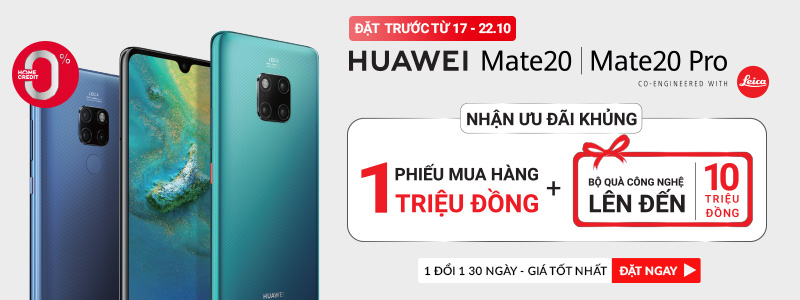 0%
HOME
CREDIT
HUAWEI
ĐẶT TRƯỚC TỪ 17 - 22.10
HUAWEI Mate20 | Mate20 Pro
CO-ENGINEERED WITH Leica
NHẬN ƯU ĐÃI KHỦNG
1 PHIẾU MUA HÀNG
TRIỆU ĐỒNG
+
BỘ QUÀ CÔNG NGHỆ
LÊN ĐẾN
10
TRIỆU
ĐỒNG
1 ĐỔI 1 30 NGÀY - GIÁ TỐT NHẤT
ĐẶT NGAY